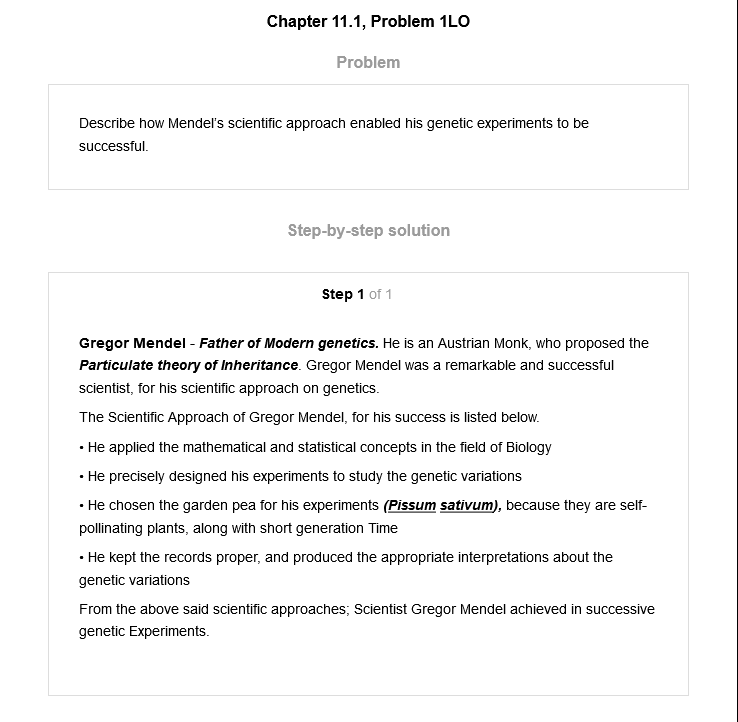 Chapter 11.1, Problem 1LO
Problem
Describe how Mendel's scientific approach enabled his genetic experiments to be
successful.
Step-by-step solution
Step 1 of 1
Gregor Mendel - Father of Modern genetics. He is an Austrian Monk, who proposed the
Particulate theory of Inheritance. Gregor Mendel was a remarkable and successful
scientist, for his scientific approach on genetics.
The Scientific Approach of Gregor Mendel, for his success is listed below.
• He applied the mathematical and statistical concepts in the field of Biology
• He precisely designed his experiments to study the genetic variations
• He chosen the garden pea for his experiments (Pissum sativum), because they are self-
pollinating plants, along with short generation Time
• He kept the records proper, and produced the appropriate interpretations about the
genetic variations
From the above said scientific approaches; Scientist Gregor Mendel achieved in successive
genetic Experiments.